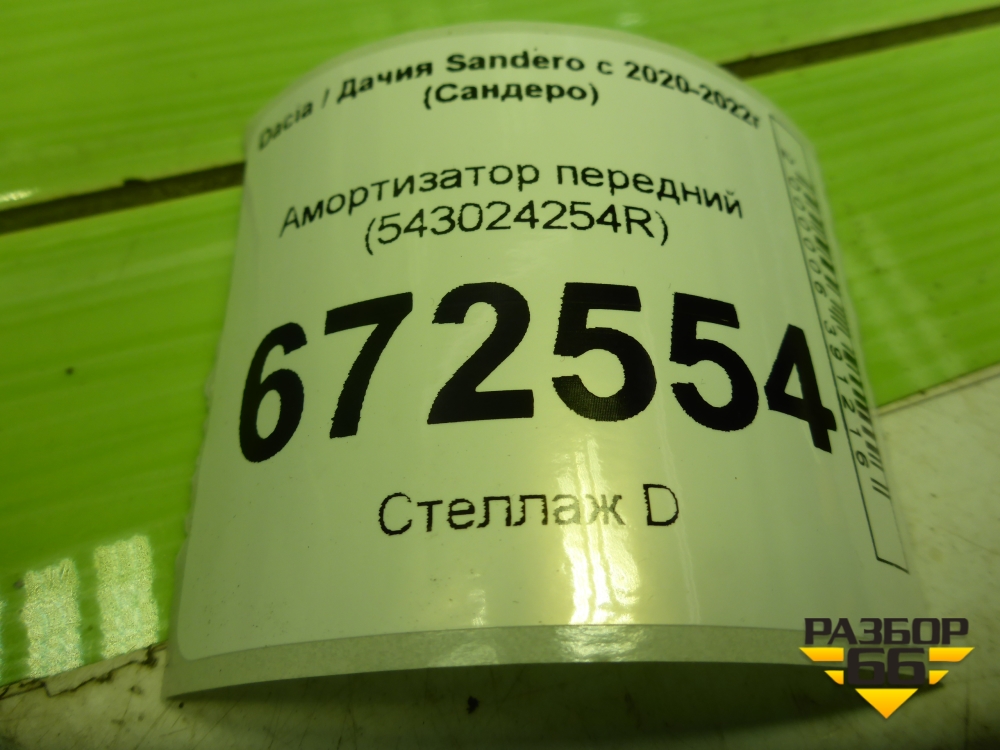 Dacia / Дачия Sandero с 2020-2022г
(Сандеро)
Амортизатор передний
(543024254R)
672554
Стеллаж D
РАЗБОР
66